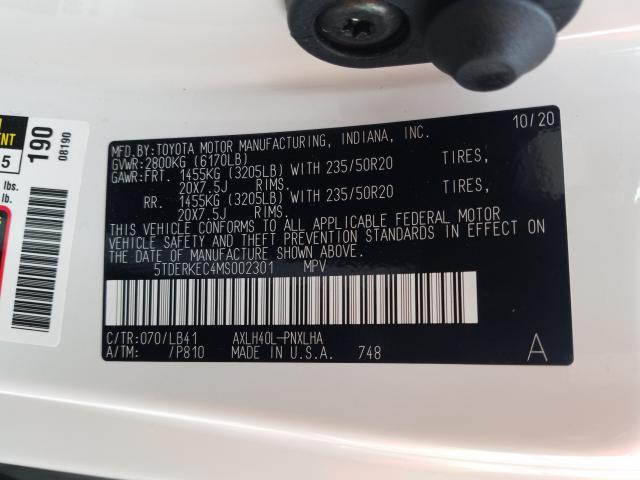 10/20
MFD.BY:TOYOTA MOTOR MANUFACTURING, INDIANA, INC.
GVWR:2800KG (6170LB)
GAWR:FRT. 1455KG (3205LB) WITH 235/50R20 TIRES,
20X7.5J RIMS.
RR. 1455KG (3205LB) WITH 235/50R20 TIRES,
20X7.5J RIMS.
THIS VEHICLE CONFORMS TO ALL APPLICABLE FEDERAL MOTOR
VEHICLE SAFETY AND THEFT PREVENTION STANDARDS IN EFFECT ON
THE DATE OF MANUFACTURE SHOWN ABOVE.
5TDERKEC4MS002301 MPV
C/TR:070/LB41 AXLH40L-PNXLHA
A/TM: /P810 MADE IN U.S.A. 748 A
190
08190
5
lbs.
lb.